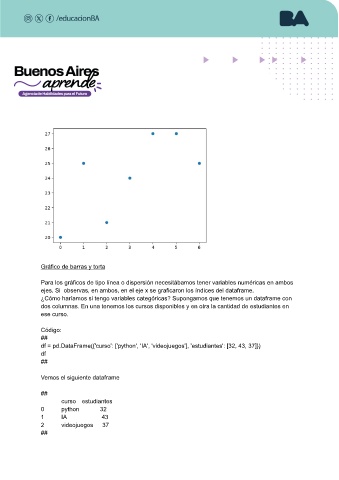 /educacionBA
BA
Buenos Aires
aprende
Agencia de Habilidades para el Futuro
27
26
25
24
23
22
21
20
0 1 2 3 4 5 6
Gráfico de barras y torta
Para los gráficos de tipo línea o dispersión necesitábamos tener variables numéricas en ambos
ejes. Si observas, en ambos, en el eje x se graficaron los índices del dataframe.
¿Cómo haríamos si tengo variables categóricas? Supongamos que tenemos un dataframe con
dos columnas. En una tenemos los cursos disponibles y en otra la cantidad de estudiantes en
ese curso.
Código:
##
df = pd.DataFrame({'curso': ['python', 'IA', 'videojuegos'], 'estudiantes': [32, 43, 37]})
df
##
Vemos el siguiente dataframe
##
curso estudiantes
0 python 32
1 IA 43
2 videojuegos 37
##